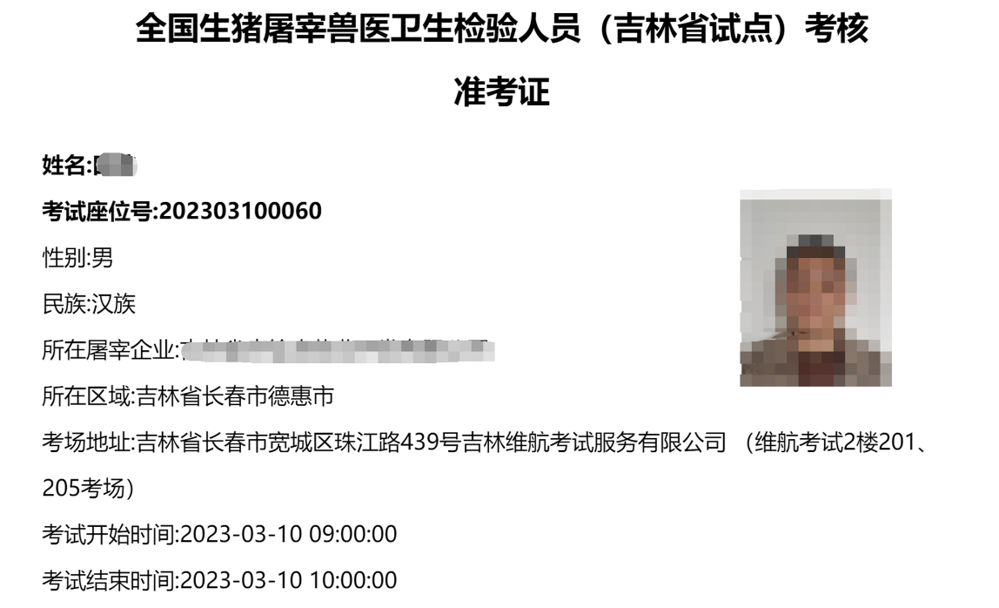 全国生猪屠宰兽医卫生检验人员（吉林省试点）考核
准考证
姓名:
考试座位号:202303100060
性别:男
民族:汉族
所在屠宰企业:
所在区域:吉林省长春市德惠市
考场地址:吉林省长春市宽城区珠江路439号吉林维航考试服务有限公司 （维航考试2楼201、
205考场）
考试开始时间:2023-03-10 09:00:00
考试结束时间:2023-03-10 10:00:00